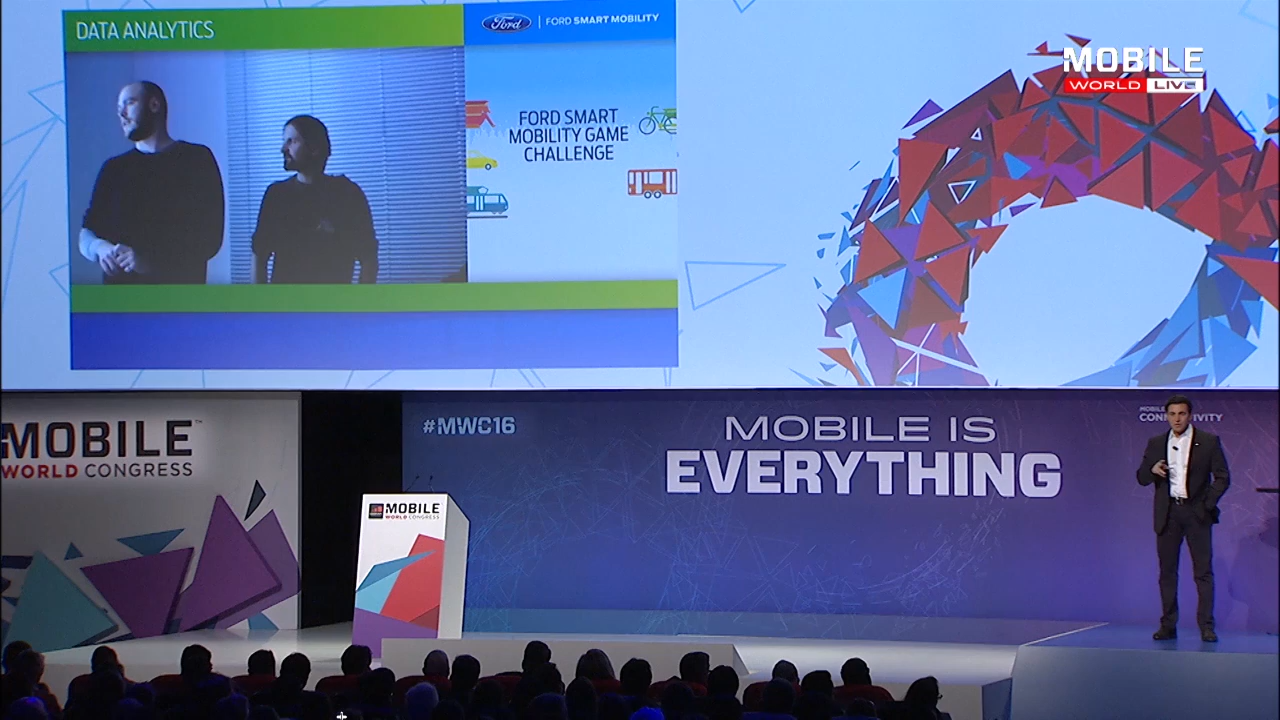 DATA ANALYTICS
Ford
FORD SMART MOBILITY
FORD SMART
MOBILITY GAME
CHALLENGE
MOBILE
WORLD LIVE
MOBILE™
WORLD CONGRESS
#MWC16
MOBILE IS
EVERYTHING
MOBILE
WORLD CONGRESS
MOBILE